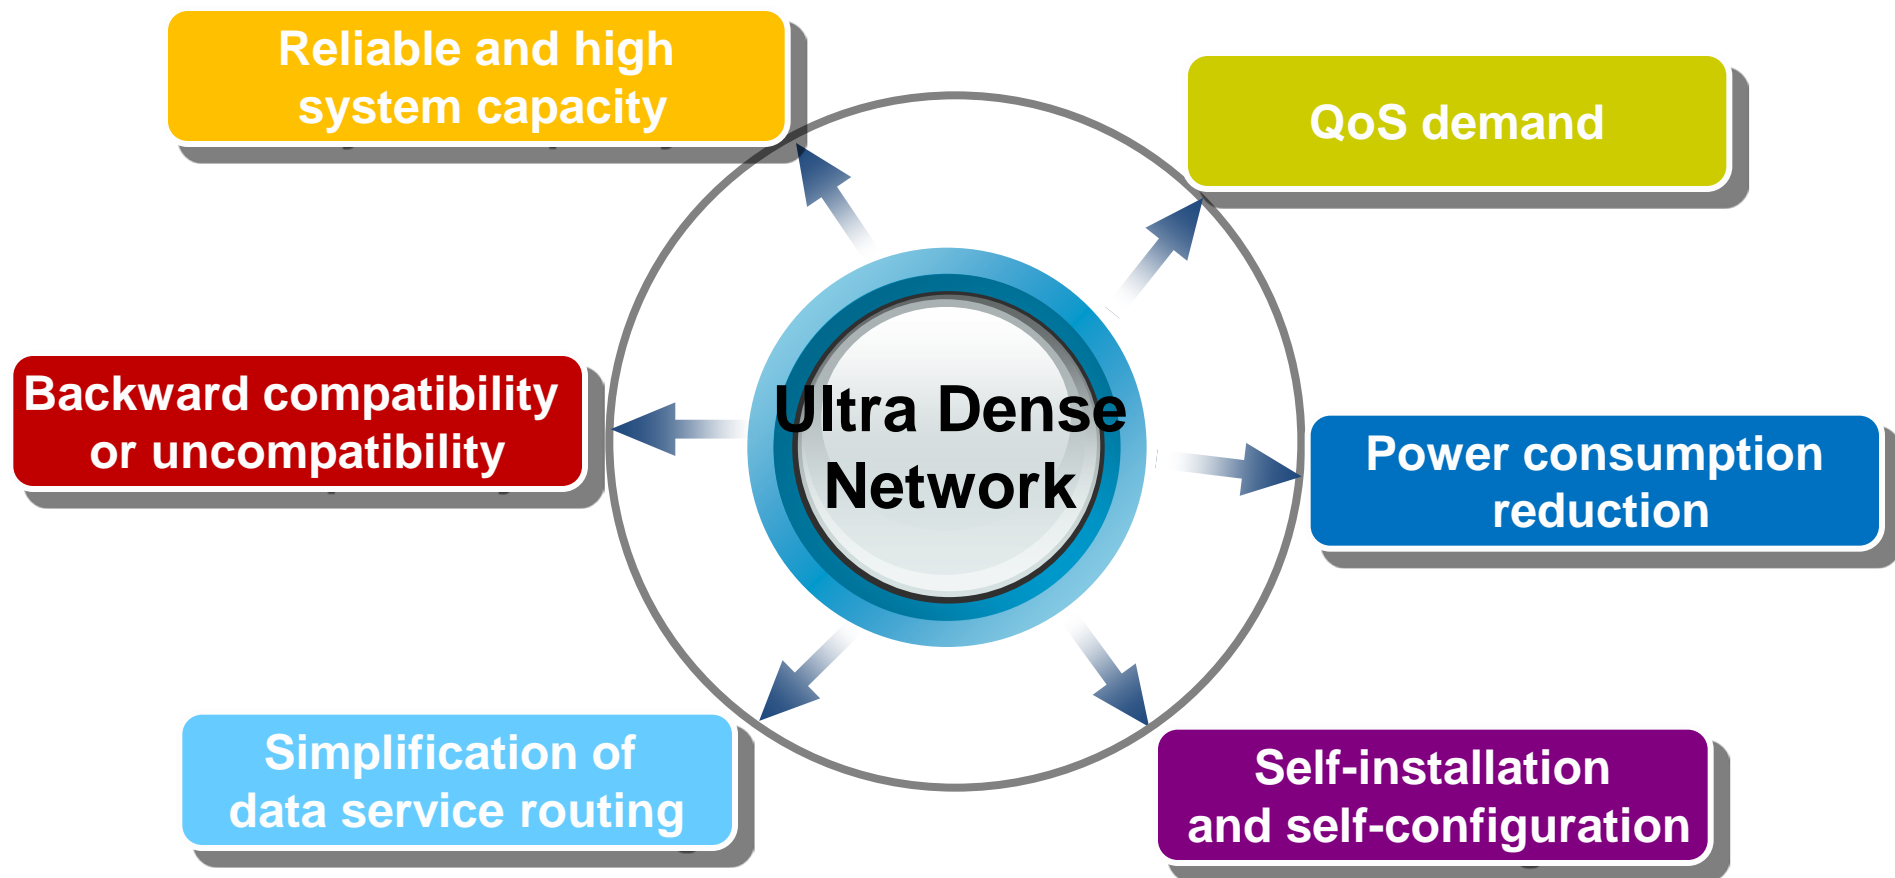 Reliable and high
system capacity
QoS demand
Backward compatibility
or uncompatibility
Ultra Dense
Network
Power consumption
reduction
Simplification of
data service routing
Self-installation
and self-configuration